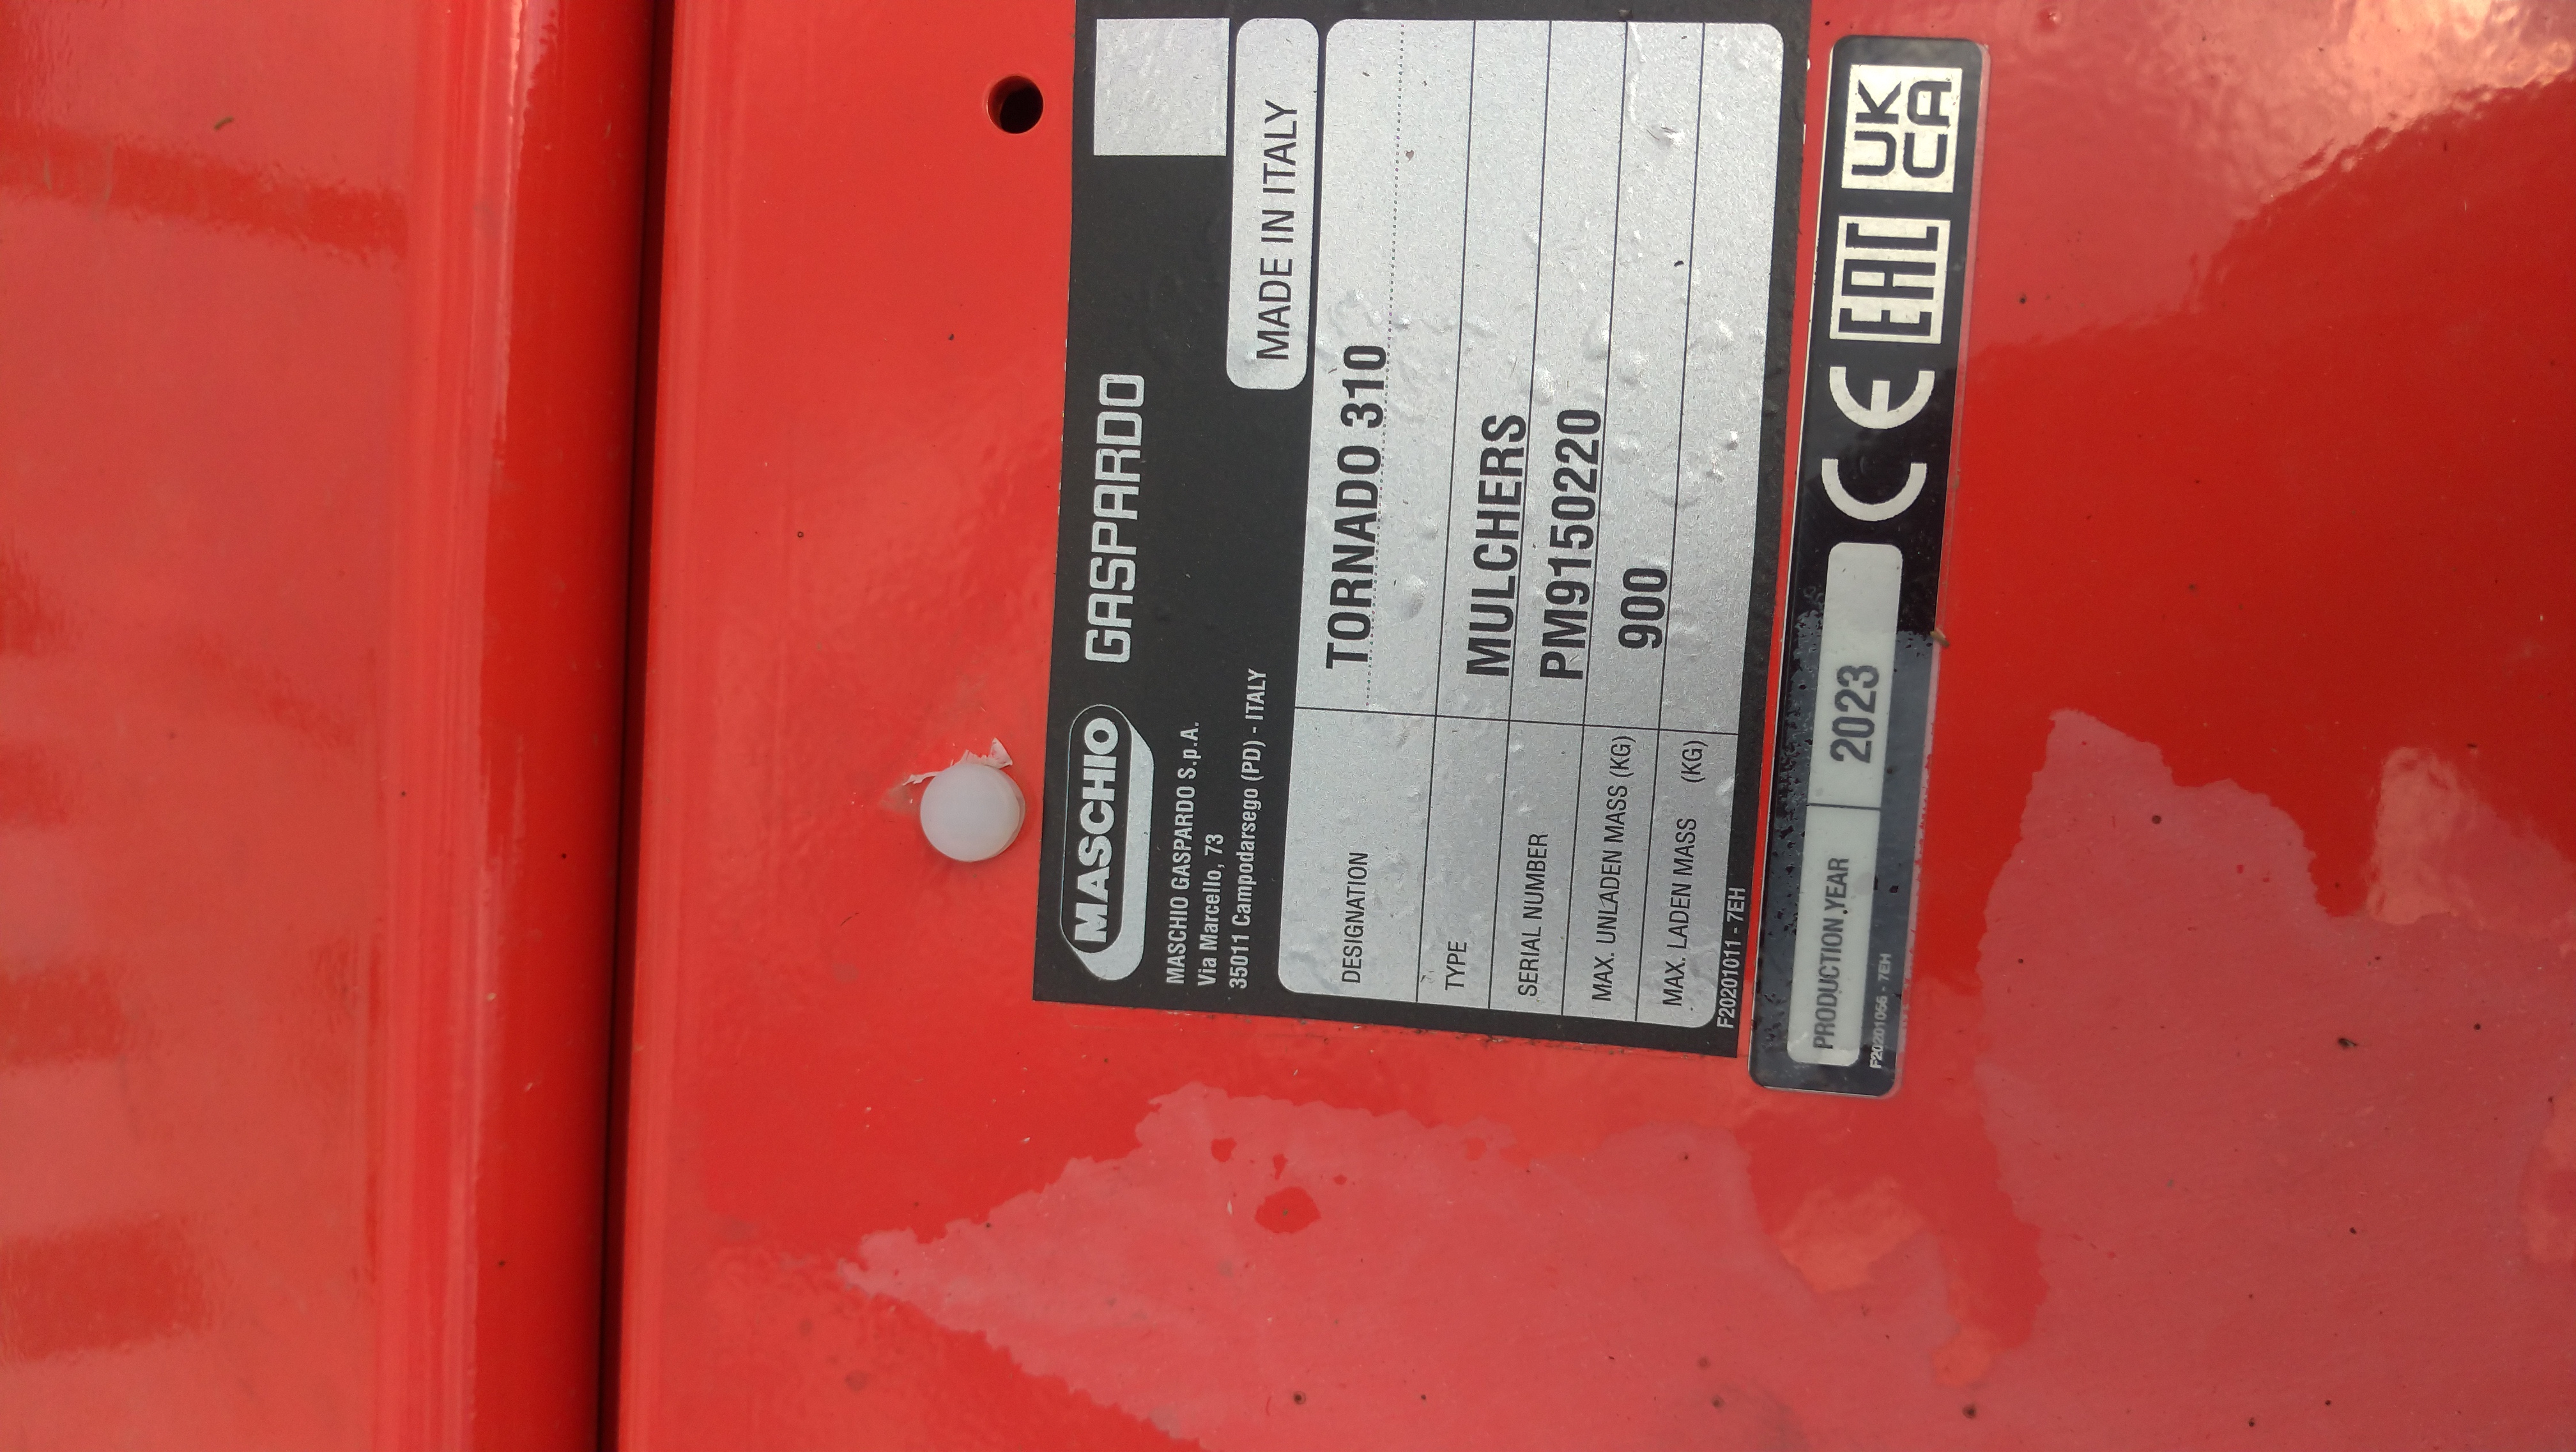 MASCHIO GASPARDO
MASCHIO GASPARDO S.p.A.
Via Marcello, 73
35011 Campodarsego (PD) - ITALY
MADE IN ITALY
DESIGNATION TORNADO 310
TYPE MULCHERS
SERIAL NUMBER PM9150220
MAX. UNLADEN MASS (KG) 900
MAX. LADEN MASS (KG)
F20201011 - 7EH
PRODUCTION YEAR 2023
CE EAC UK CA
F20201056 - 7EH